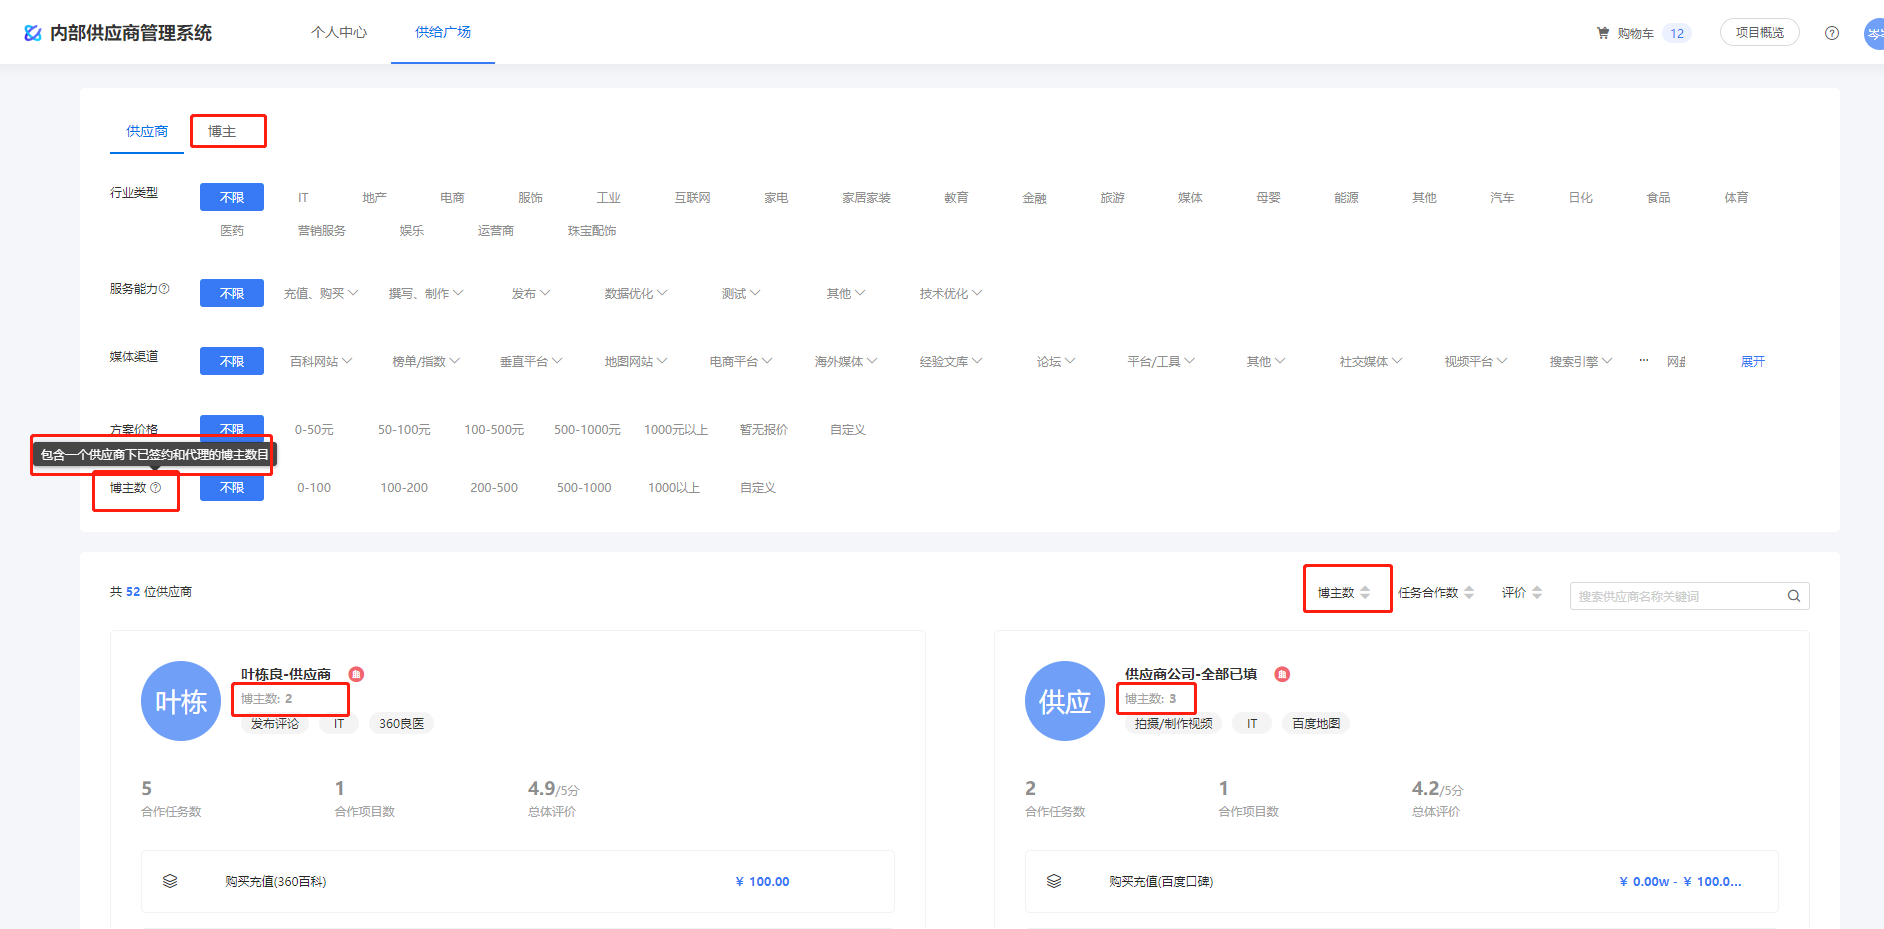 内部供应商管理系统 个人中心 供给广场 购物车 12 项目概览
供应商 博主
行业类型 不限 IT 地产 电商 服饰 工业 互联网 家电 家居家装 教育 金融 旅游 媒体 母婴 能源 其他 汽车 日化 食品 体育
医药 营销服务 娱乐 运营商 珠宝配饰
服务能力 不限 充值、购买 撰写、制作 发布 数据优化 测试 其他 技术优化
媒体渠道 不限 百科网站 榜单/指数 垂直平台 地图网站 电商平台 海外媒体 经验文库 论坛 平台/工具 其他 社交媒体 视频平台 搜索引擎 ··· 展开
方案价格 不限 0-50元 50-100元 100-500元 500-1000元 1000元以上 暂无报价 自定义
包含一个供应商下已签约和代理的博主数目
博主数 不限 0-100 100-200 200-500 500-1000 1000以上 自定义
共 52 位供应商 博主数 任务合作数 评价 搜索供应商名称关键词
叶栋 叶栋良-供应商
博主数: 2
发布评论 IT 360良医
5 1 4.9/5分
合作任务数 合作项目数 总体评价
购买充值(360百科) ¥ 100.00
供应 供应商公司-全部已填
博主数: 3
拍摄/制作视频 IT 百度地图
2 1 4.2/5分
合作任务数 合作项目数 总体评价
购买充值(百度口碑) ¥ 0.00w - ¥ 100.0...